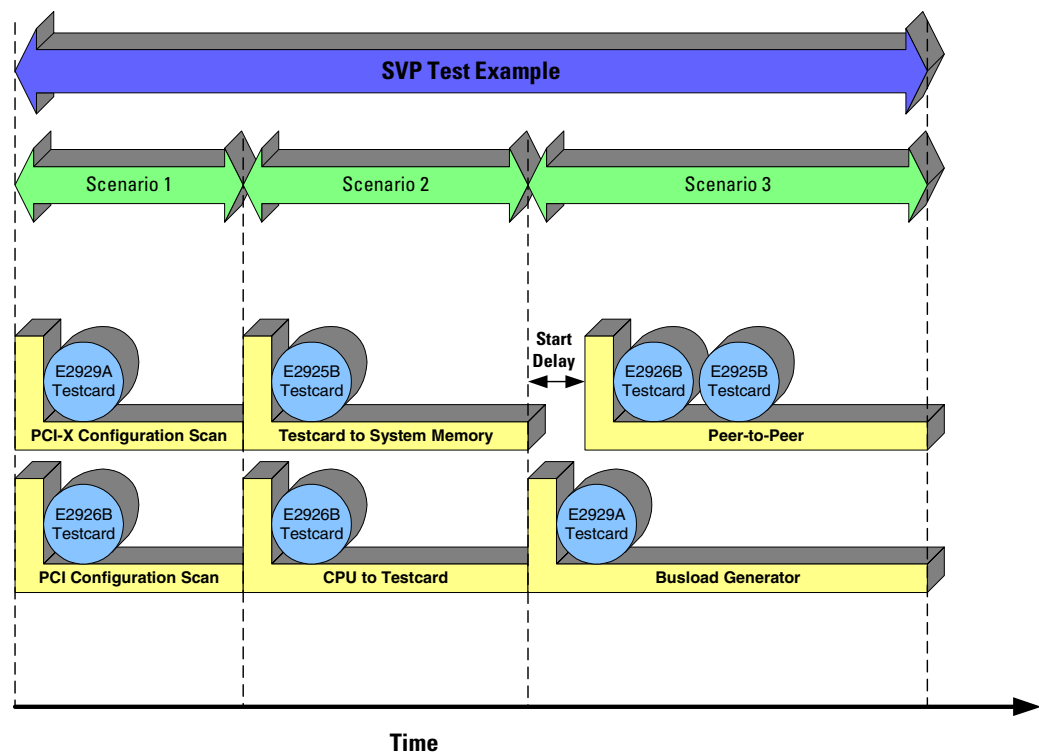 SVP Test Example
Scenario 1
Scenario 2
Scenario 3
Start
Delay
E2929A
Testcard
E2925B
Testcard
E2926B
Testcard
E2925B
Testcard
PCI-X Configuration Scan
Testcard to System Memory
Peer-to-Peer
E2926B
Testcard
E2926B
Testcard
E2929A
Testcard
PCI Configuration Scan
CPU to Testcard
Busload Generator
Time